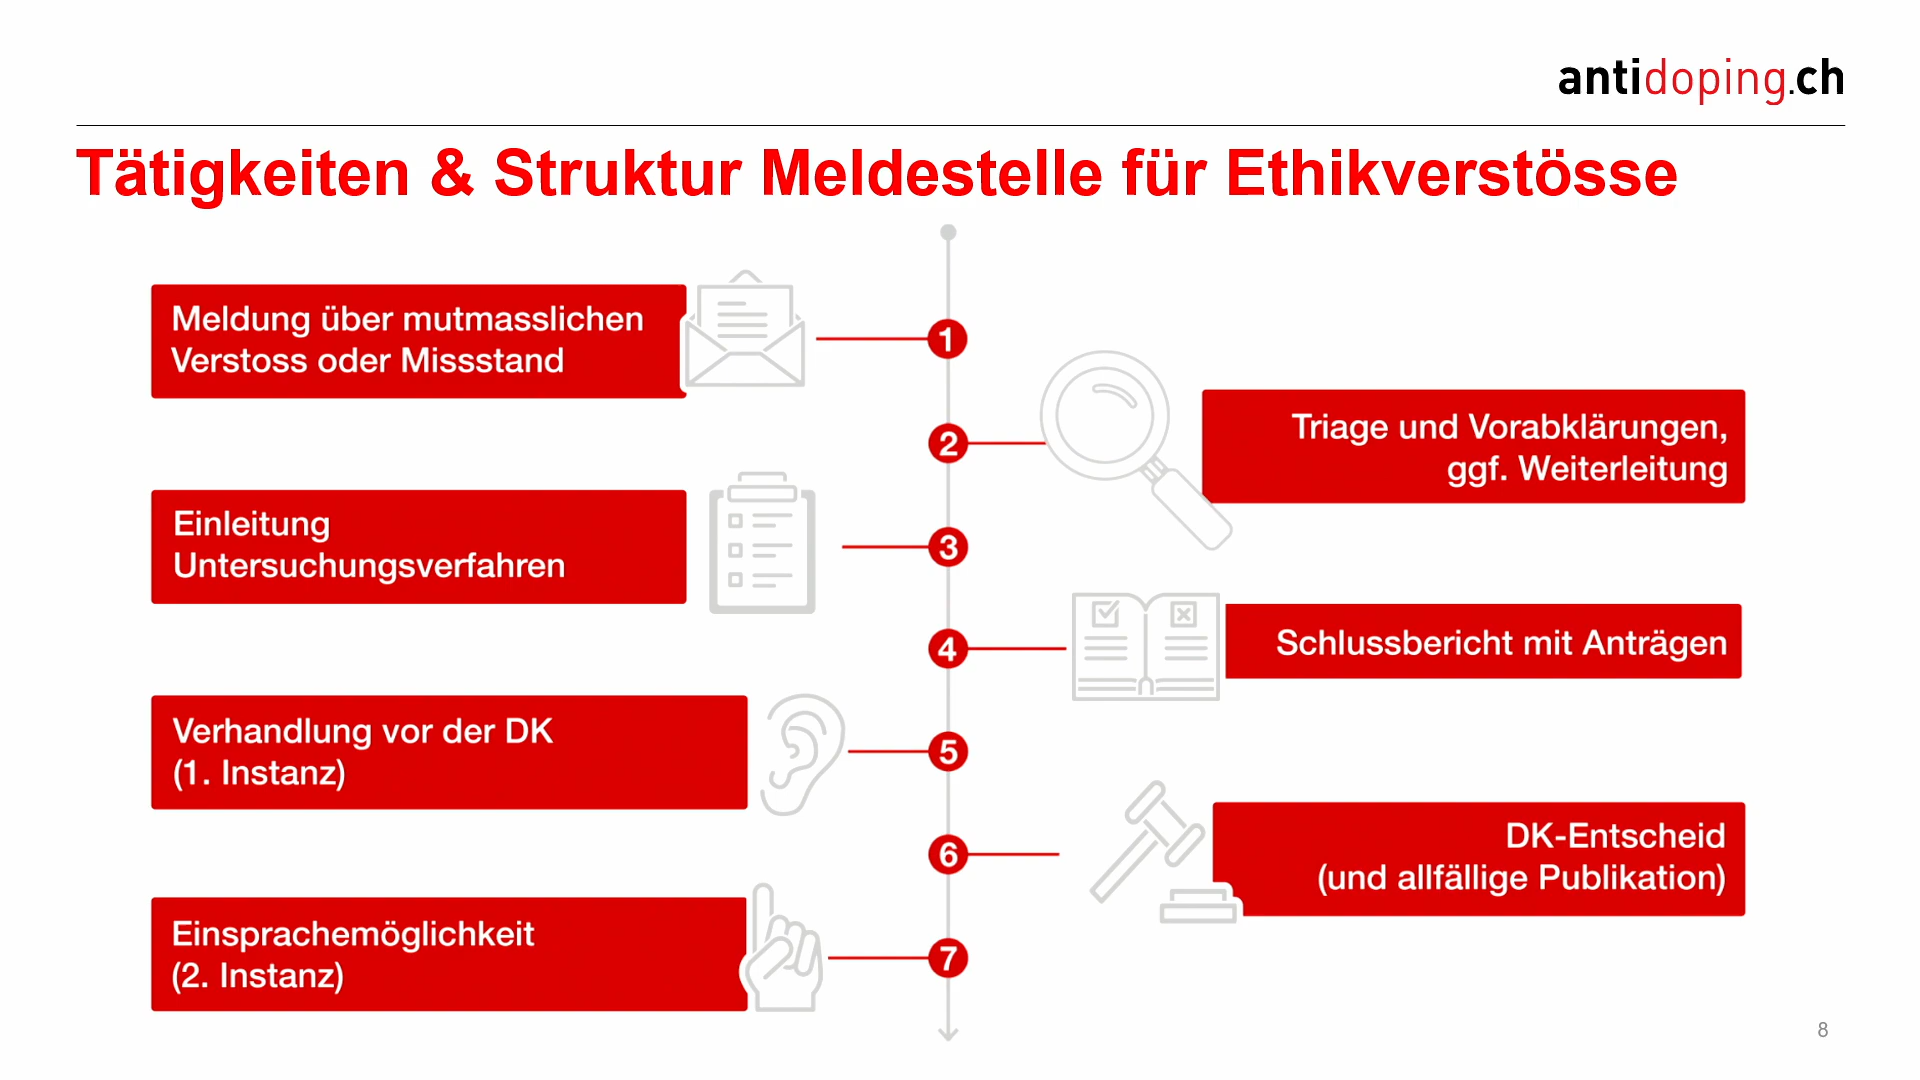 antidoping.ch
Tätigkeiten & Struktur Meldestelle für Ethikverstösse
1
Meldung über mutmasslichen
Verstoss oder Missstand
2
Triage und Vorabklärungen,
ggf. Weiterleitung
3
Einleitung
Untersuchungsverfahren
4
Schlussbericht mit Anträgen
5
Verhandlung vor der DK
(1. Instanz)
6
DK-Entscheid
(und allfällige Publikation)
7
Einsprachemöglichkeit
(2. Instanz)
8